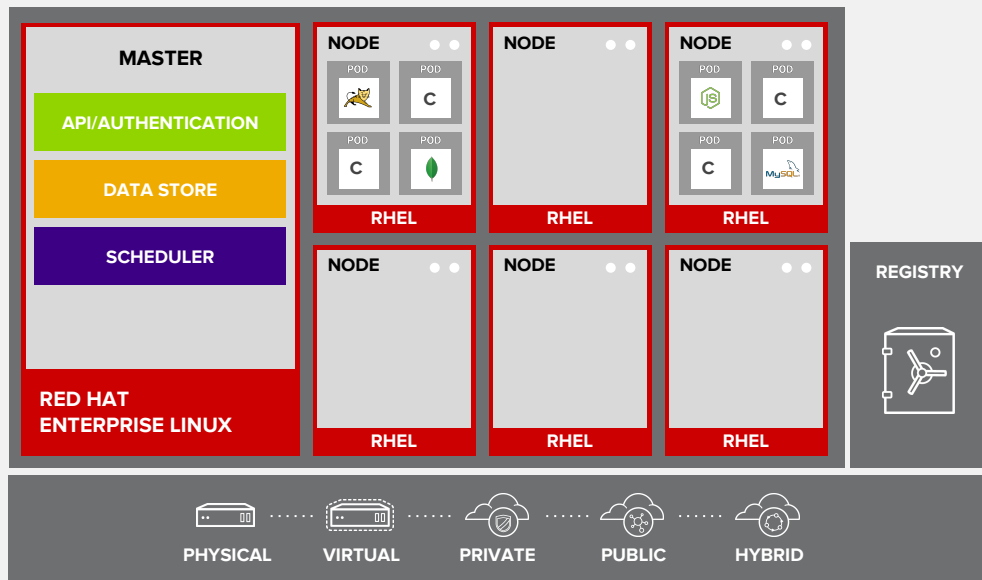 MASTER
API/AUTHENTICATION
DATA STORE
SCHEDULER
RED HAT
ENTERPRISE LINUX
NODE
POD
POD
C
POD
POD
C
RHEL
NODE
RHEL
NODE
POD
POD
JS
C
POD
POD
C
MySQL
RHEL
NODE
RHEL
NODE
RHEL
NODE
RHEL
REGISTRY
PHYSICAL
VIRTUAL
PRIVATE
PUBLIC
HYBRID